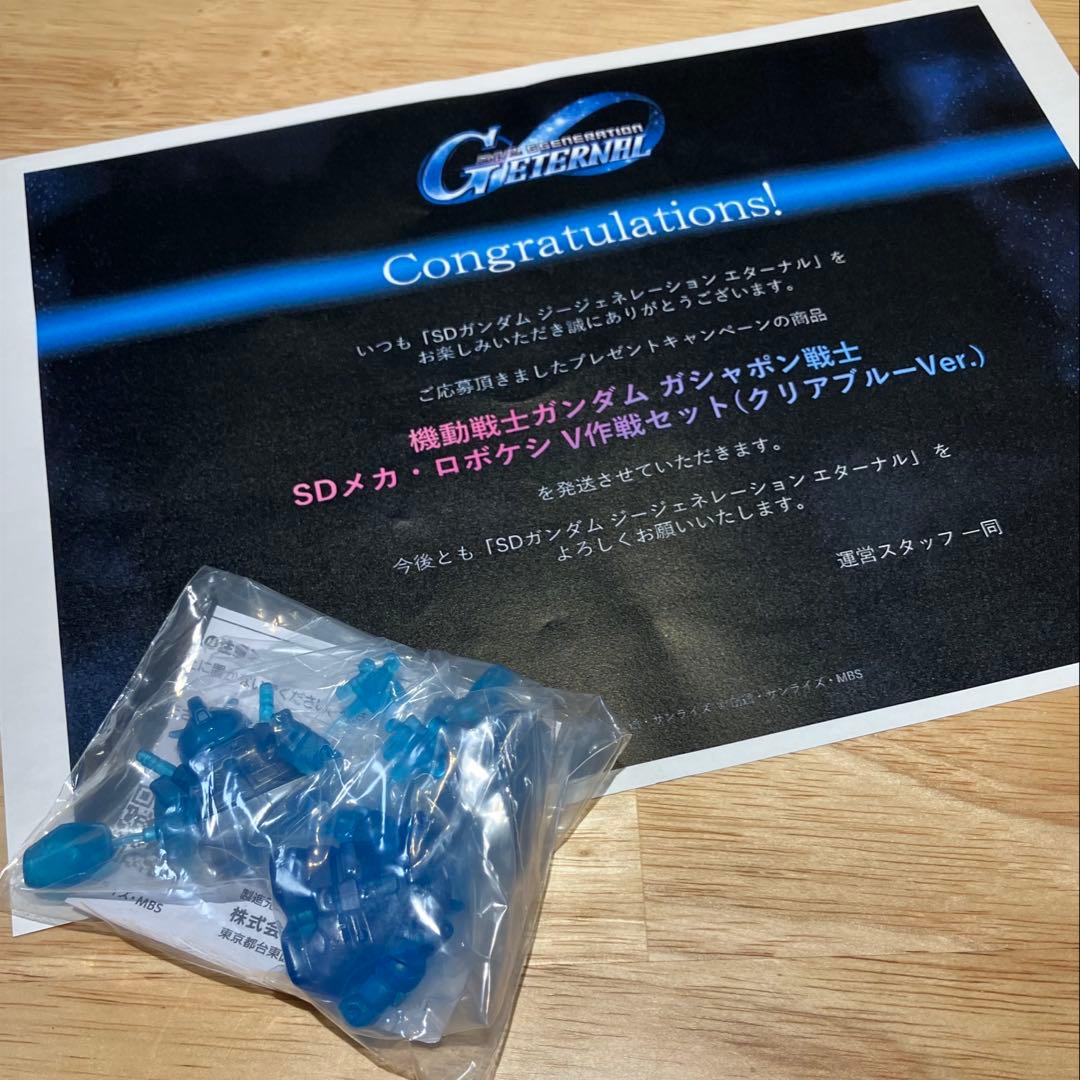 G GENERATION
ETERNAL
Congratulations!
いつも「SDガンダム ジージェネレーション エターナル」を
お楽しみいただき誠にありがとうございます。
ご応募頂きましたプレゼントキャンペーンの商品
機動戦士ガンダム ガシャポン戦士
SDメカ・ロボケシ V作戦セット(クリアブルーVer.)
を発送させていただきます。
今後とも「SDガンダム ジージェネレーション エターナル」を
よろしくお願いいたします。
運営スタッフ一同
・サンライズ ©創通・サンライズ・MBS
ズ・MBS
株式会
東京都台東